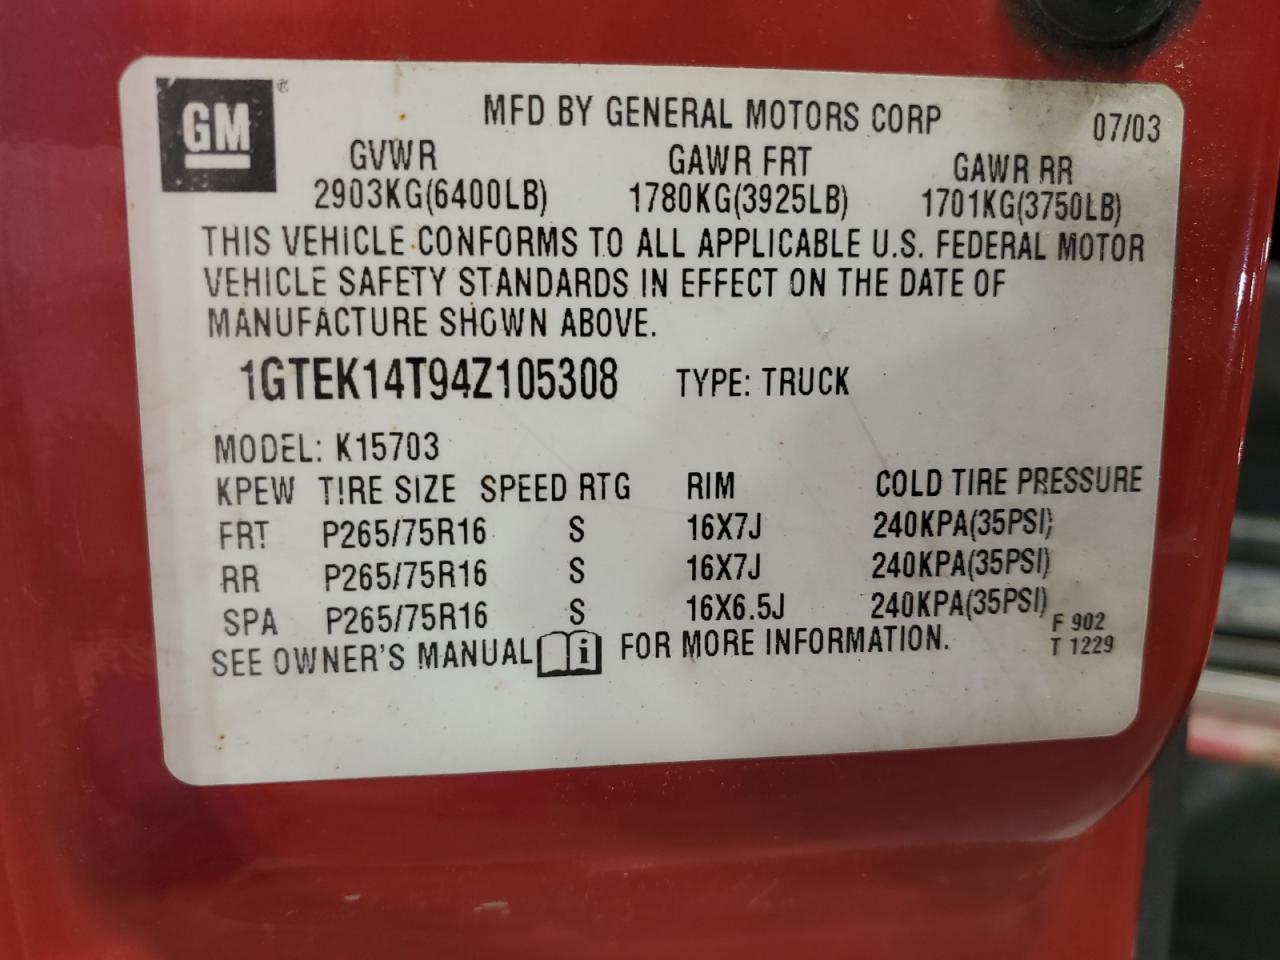 GM
MFD BY GENERAL MOTORS CORP 07/03
GVWR GAWR FRT GAWR RR
2903KG(6400LB) 1780KG(3925LB) 1701KG(3750LB)
THIS VEHICLE CONFORMS TO ALL APPLICABLE U.S. FEDERAL MOTOR
VEHICLE SAFETY STANDARDS IN EFFECT ON THE DATE OF
MANUFACTURE SHOWN ABOVE.
1GTEK14T94Z105308 TYPE: TRUCK
MODEL: K15703
KPEW TIRE SIZE SPEED RTG RIM COLD TIRE PRESSURE
FRT P265/75R16 S 16X7J 240KPA(35PSI)
RR P265/75R16 S 16X7J 240KPA(35PSI)
SPA P265/75R16 S 16X6.5J 240KPA(35PSI)
F 902
T 1229
SEE OWNER'S MANUAL i FOR MORE INFORMATION.